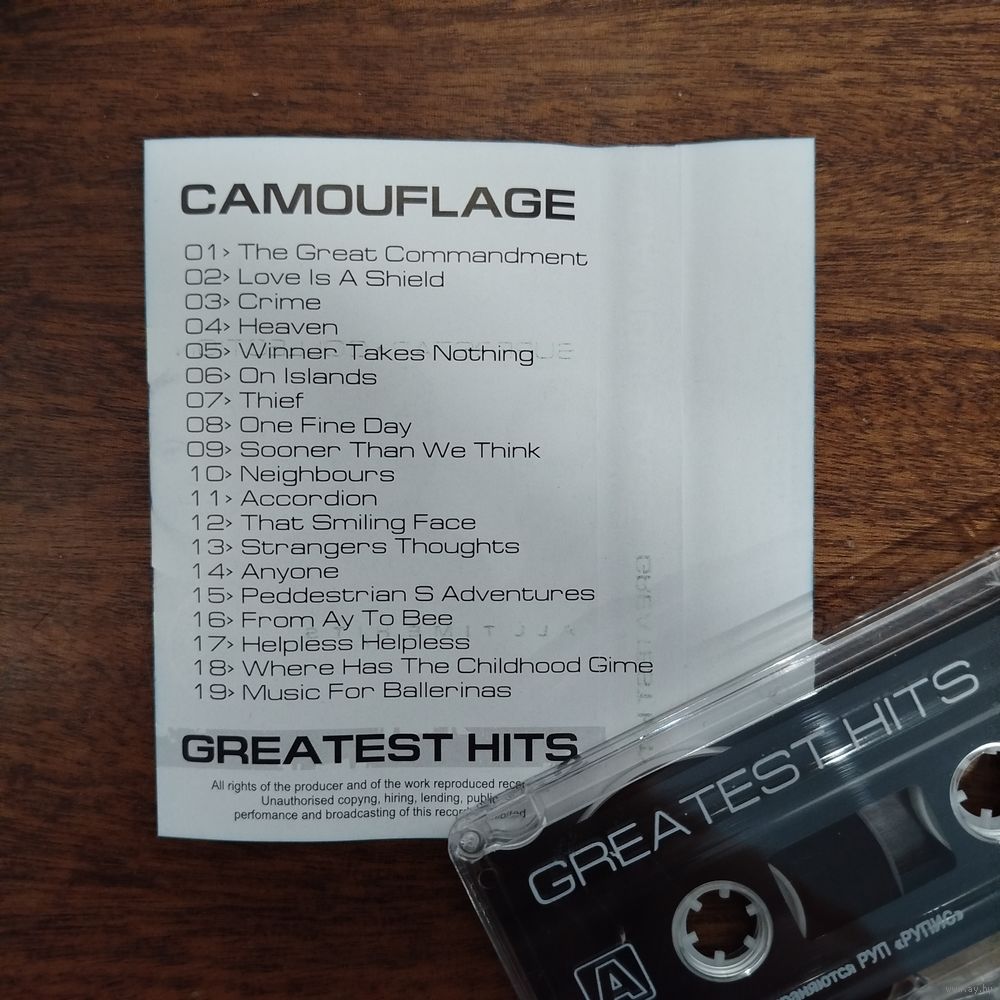 CAMOUFLAGE
01> The Great Commandment
02> Love Is A Shield
03> Crime
04> Heaven
05> Winner Takes Nothing
06> On Islands
07> Thief
08> One Fine Day
09> Sooner Than We Think
10> Neighbours
11> Accordion
12> That Smiling Face
13> Strangers Thoughts
14> Anyone
15> Peddestrian S Adventures
16> From Ay To Bee
17> Helpless Helpless
18> Where Has The Childhood Gime
19> Music For Ballerinas
GREATEST HITS
All rights of the producer and of the work reproduced
Unauthorised copyng, hiring, lending,
perfomance and broadcasting of this
GREATEST HITS
A
РУП «РУПИС»
www.ay.by